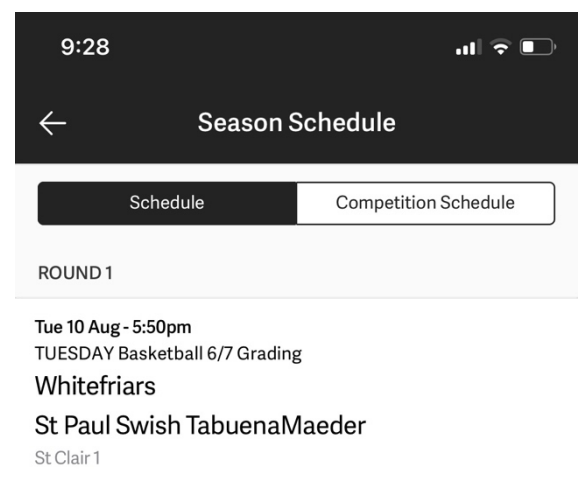 9:28
Season Schedule
Schedule
Competition Schedule
ROUND 1
Tue 10 Aug - 5:50pm
TUESDAY Basketball 6/7 Grading
Whitefriars
St Paul Swish TabuenaMaeder
St Clair 1